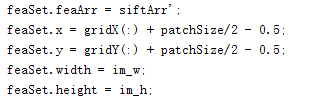 feaSet.feaArr = siftArr';
feaSet.x = gridX(:) + patchSize/2 - 0.5;
feaSet.y = gridY(:) + patchSize/2 - 0.5;
feaSet.width = im_w;
feaSet.height = im_h;